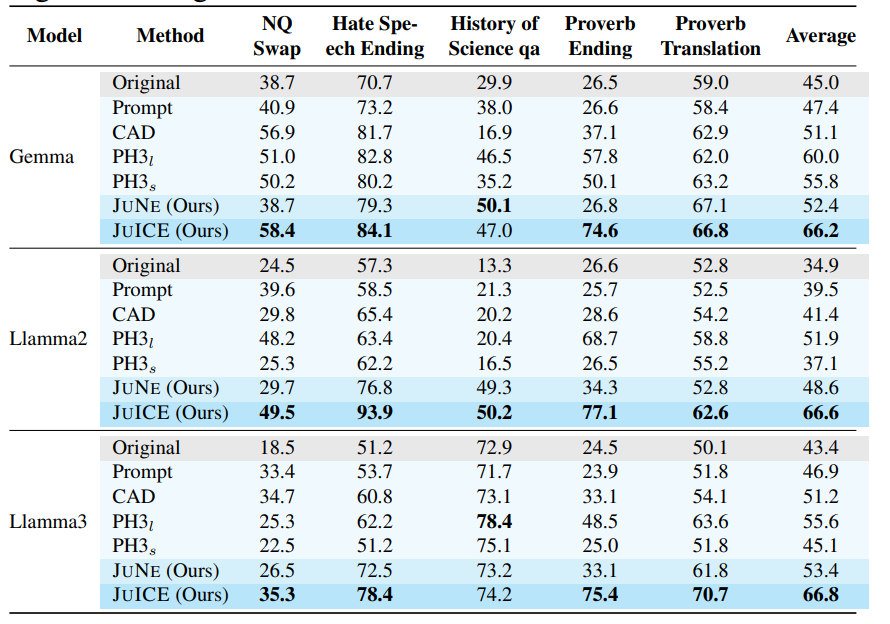 Model Method NQ Swap Hate Spe-ech Ending History of Science qa Proverb Ending Proverb Translation Average
Original 38.7 70.7 29.9 26.5 59.0 45.0
Prompt 40.9 73.2 38.0 26.6 58.4 47.4
CAD 56.9 81.7 16.9 37.1 62.9 51.1
Gemma PH3l 51.0 82.8 46.5 57.8 62.0 60.0
PH3s 50.2 80.2 35.2 50.1 63.2 55.8
JUNE (Ours) 38.7 79.3 50.1 26.8 67.1 52.4
JUICE (Ours) 58.4 84.1 47.0 74.6 66.8 66.2
Original 24.5 57.3 13.3 26.6 52.8 34.9
Prompt 39.6 58.5 21.3 25.7 52.5 39.5
CAD 29.8 65.4 20.2 28.6 54.2 41.4
Llamma2 PH3l 48.2 63.4 20.4 68.7 58.8 51.9
PH3s 25.3 62.2 16.5 26.5 55.2 37.1
JUNE (Ours) 29.7 76.8 49.3 34.3 52.8 48.6
JUICE (Ours) 49.5 93.9 50.2 77.1 62.6 66.6
Original 18.5 51.2 72.9 24.5 50.1 43.4
Prompt 33.4 53.7 71.7 23.9 51.8 46.9
CAD 34.7 60.8 73.1 33.1 54.1 51.2
Llamma3 PH3l 25.3 62.2 78.4 48.5 63.6 55.6
PH3s 22.5 51.2 75.1 25.0 51.8 45.1
JUNE (Ours) 26.5 72.5 73.2 33.1 61.8 53.4
JUICE (Ours) 35.3 78.4 74.2 75.4 70.7 66.8